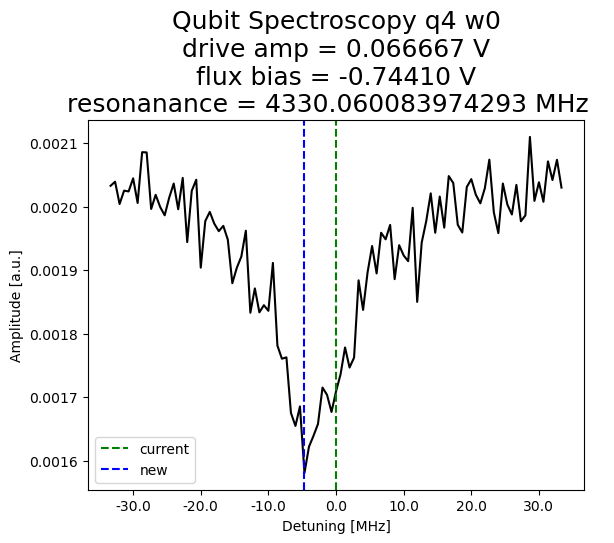 Qubit Spectroscopy q4 w0
drive amp = 0.066667 V
flux bias = -0.74410 V
resonanance = 4330.060083974293 MHz
0.0021
0.0020
0.0019
0.0018
0.0017
0.0016
Amplitude [a.u.]
current
new
-30.0 -20.0 -10.0 0.0 10.0 20.0 30.0
Detuning [MHz]